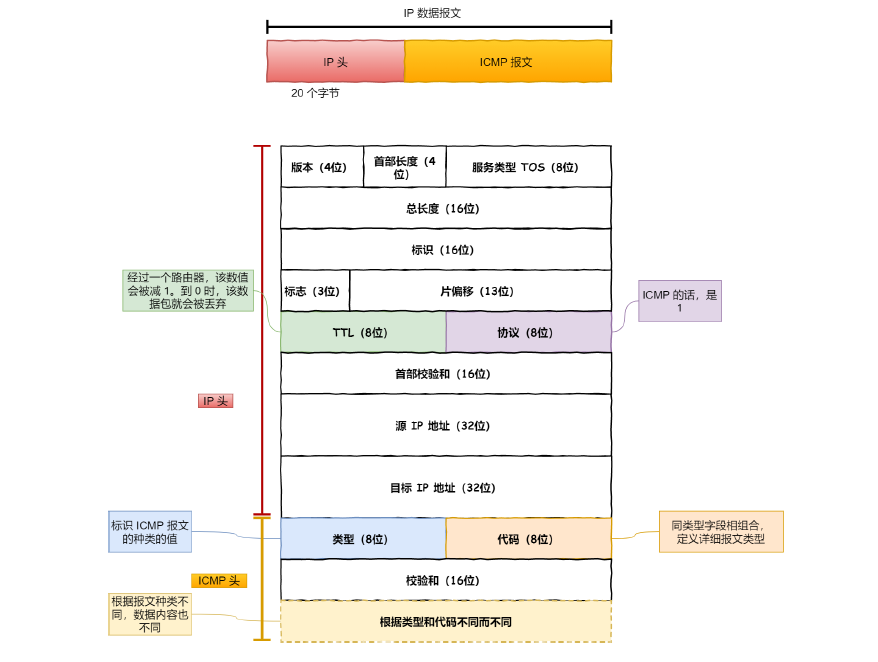 IP 数据报文
IP 头
ICMP 报文
20 个字节
版本（4位）
首部长度（4
位）
服务类型 TOS（8位）
总长度（16位）
标识（16位）
经过一个路由器，该数值
会被减 1。到 0 时，该数
据包就会被丢弃
标志（3位）
片偏移（13位）
ICMP 的话，是
1
TTL（8位）
协议（8位）
首部校验和（16位）
IP 头
源 IP 地址（32位）
目标 IP 地址（32位）
标识 ICMP 报文
的种类的值
类型（8位）
代码（8位）
同类型字段相组合，
定义详细报文类型
ICMP 头
校验和（16位）
根据报文种类不
同，数据内容也
不同
根据类型和代码不同而不同